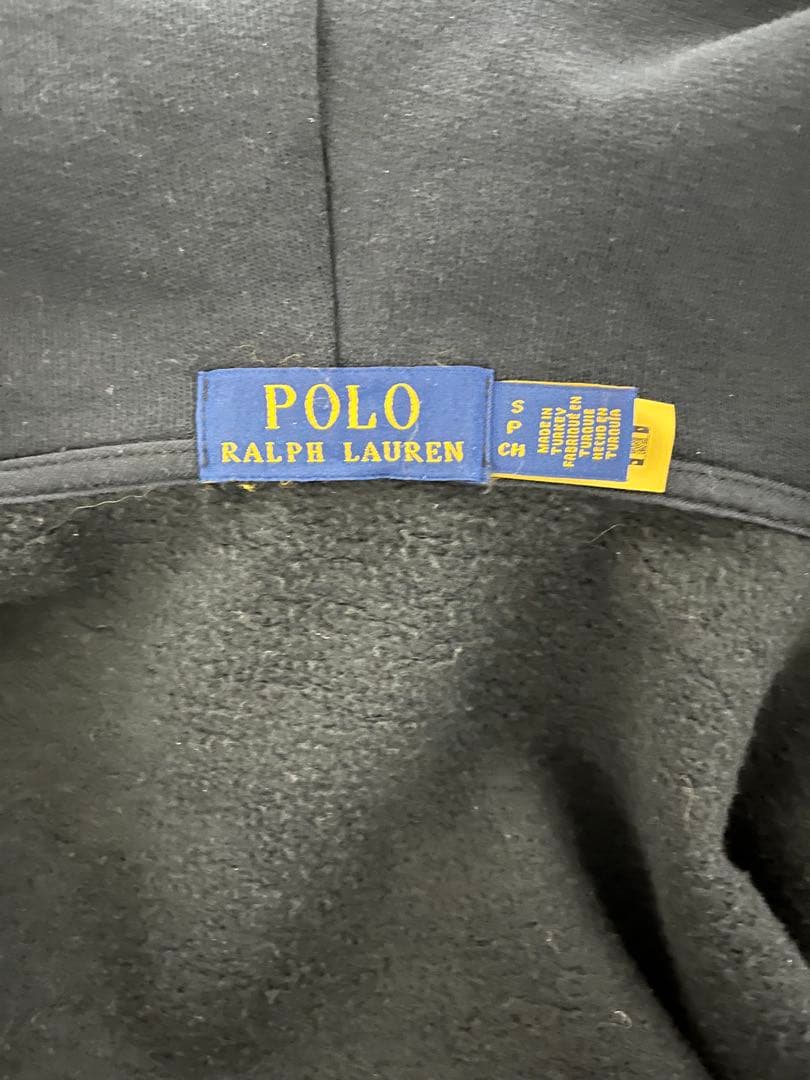 POLO
RALPH LAUREN
S
P
CH
MADE IN
TURKEY
FABRIQUÉ EN
TURQUIE
HECHO EN
TURQUÍA